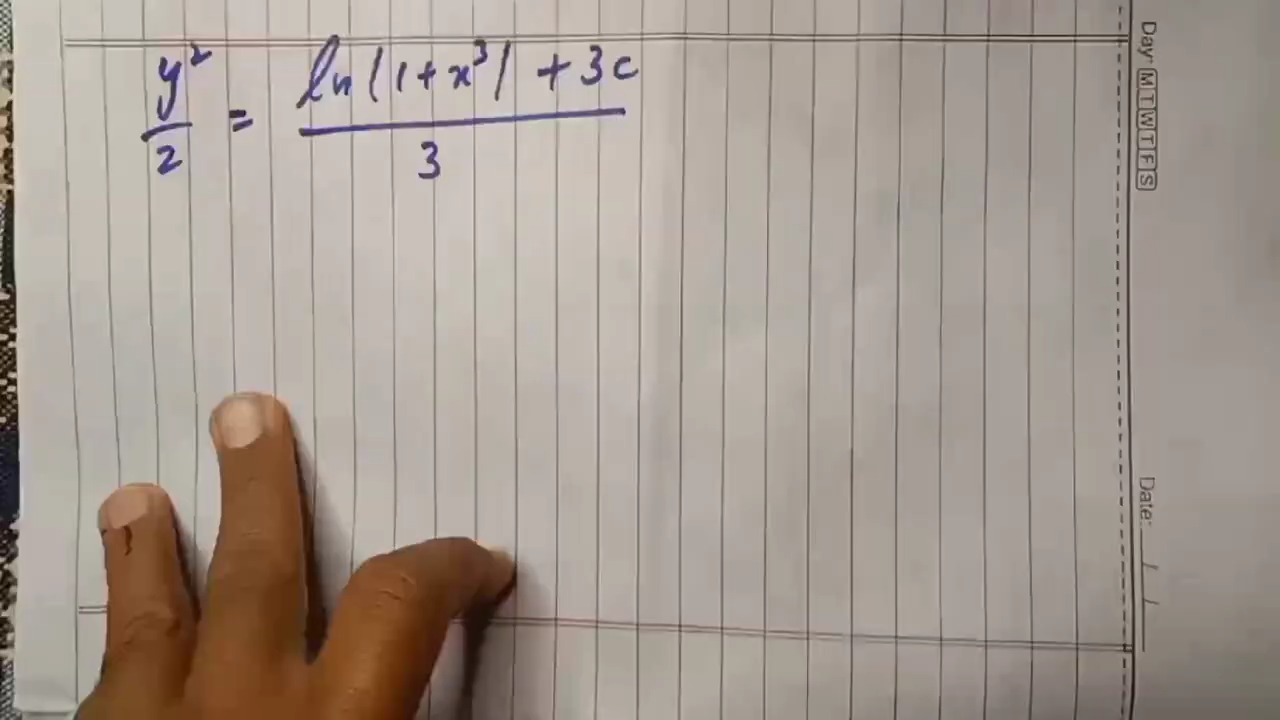 y²/2 = (ln|1+x³| + 3c)/3
Day: M T W T F S
Date: / /